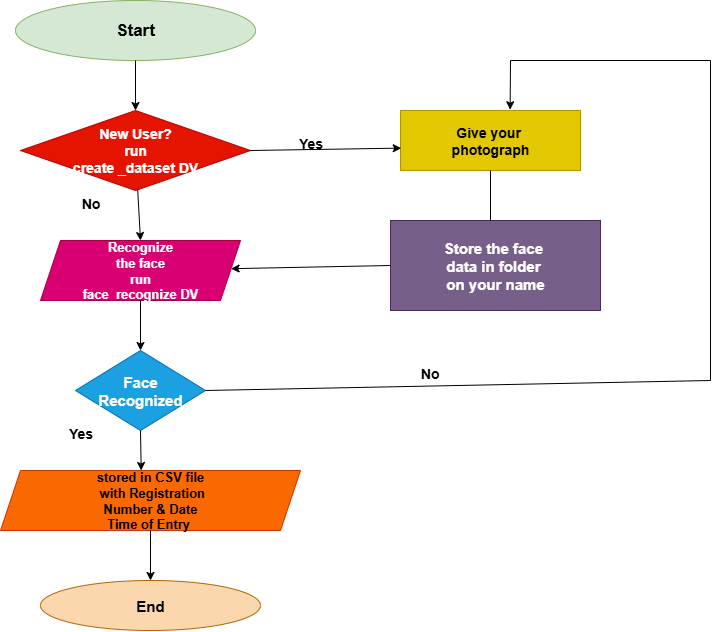 Start
New User?
run
create _dataset DV
Yes
Give your
photograph
No
Recognize
the face
run
face_recognize DV
Store the face
data in folder
on your name
Face
Recognized
No
Yes
stored in CSV file
with Registration
Number & Date
Time of Entry
End